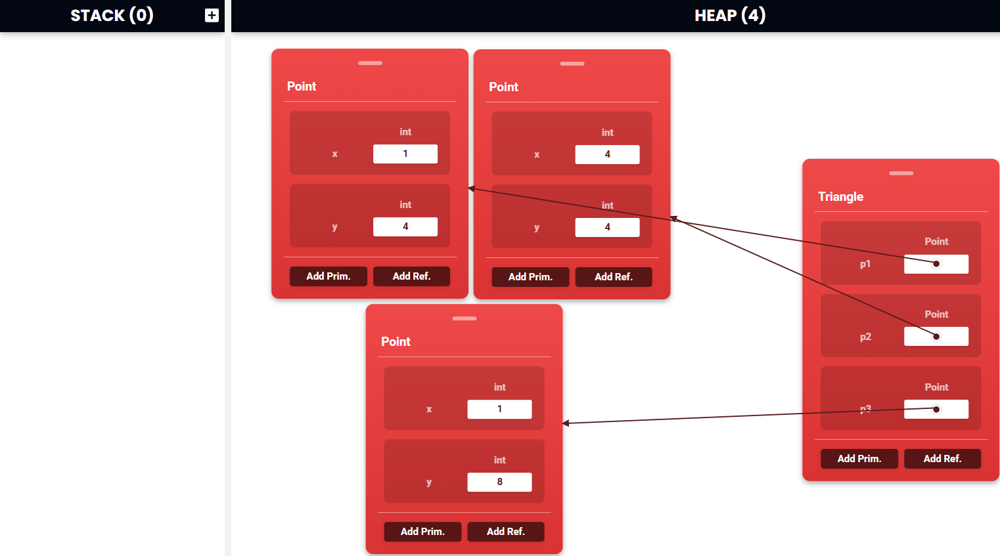 STACK (0)
HEAP (4)
Point
int
x 1
int
y 4
Add Prim. Add Ref.
Point
int
x 4
int
y 4
Add Prim. Add Ref.
Point
int
x 1
int
y 8
Add Prim. Add Ref.
Triangle
Point
p1
Point
p2
Point
p3
Add Prim. Add Ref.